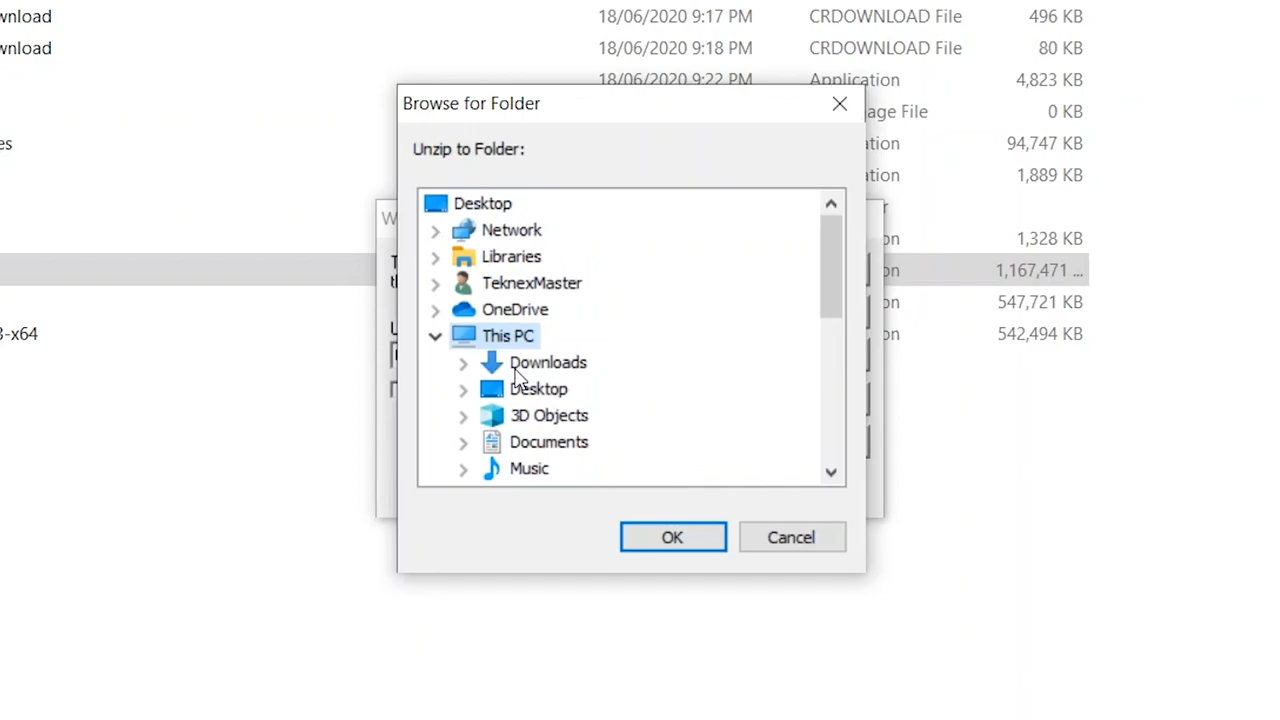 wnload 18/06/2020 9:17 PM CRDOWNLOAD File 496 KB
wnload 18/06/2020 9:18 PM CRDOWNLOAD File 80 KB
18/06/2020 9:22 PM Application 4,823 KB
Browse for Folder
age File 0 KB
Unzip to Folder:
es ation 94,747 KB
ation 1,889 KB
Desktop r
W
Network on 1,328 KB
Libraries
T on 1,167,471 ...
TeknexMaster
OneDrive on 547,721 KB
This PC
3-x64 on 542,494 KB
Downloads
Desktop
3D Objects
Documents
Music
OK Cancel